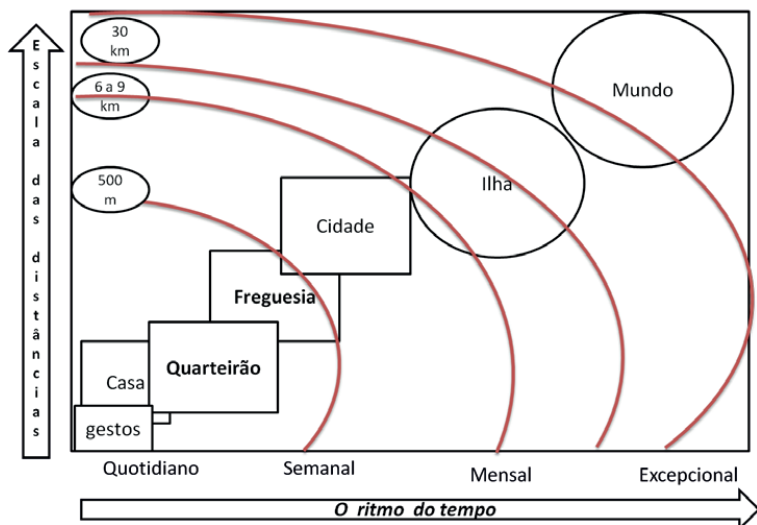 Escala das distâncias
30
km
6 a 9
km
500
m
Mundo
Ilha
Cidade
Freguesia
Quarteirão
Casa
gestos
Quotidiano
Semanal
Mensal
Excepcional
O ritmo do tempo